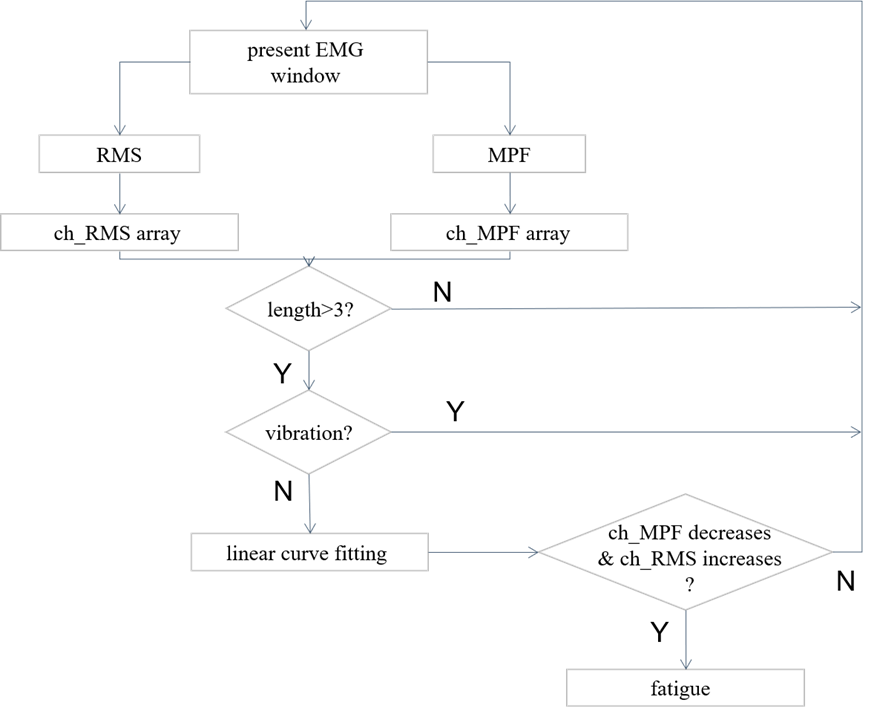 present EMG
window
RMS
MPF
ch_RMS array
ch_MPF array
length>3?
N
Y
vibration?
Y
N
linear curve fitting
ch_MPF decreases
& ch_RMS increases
?
N
Y
fatigue